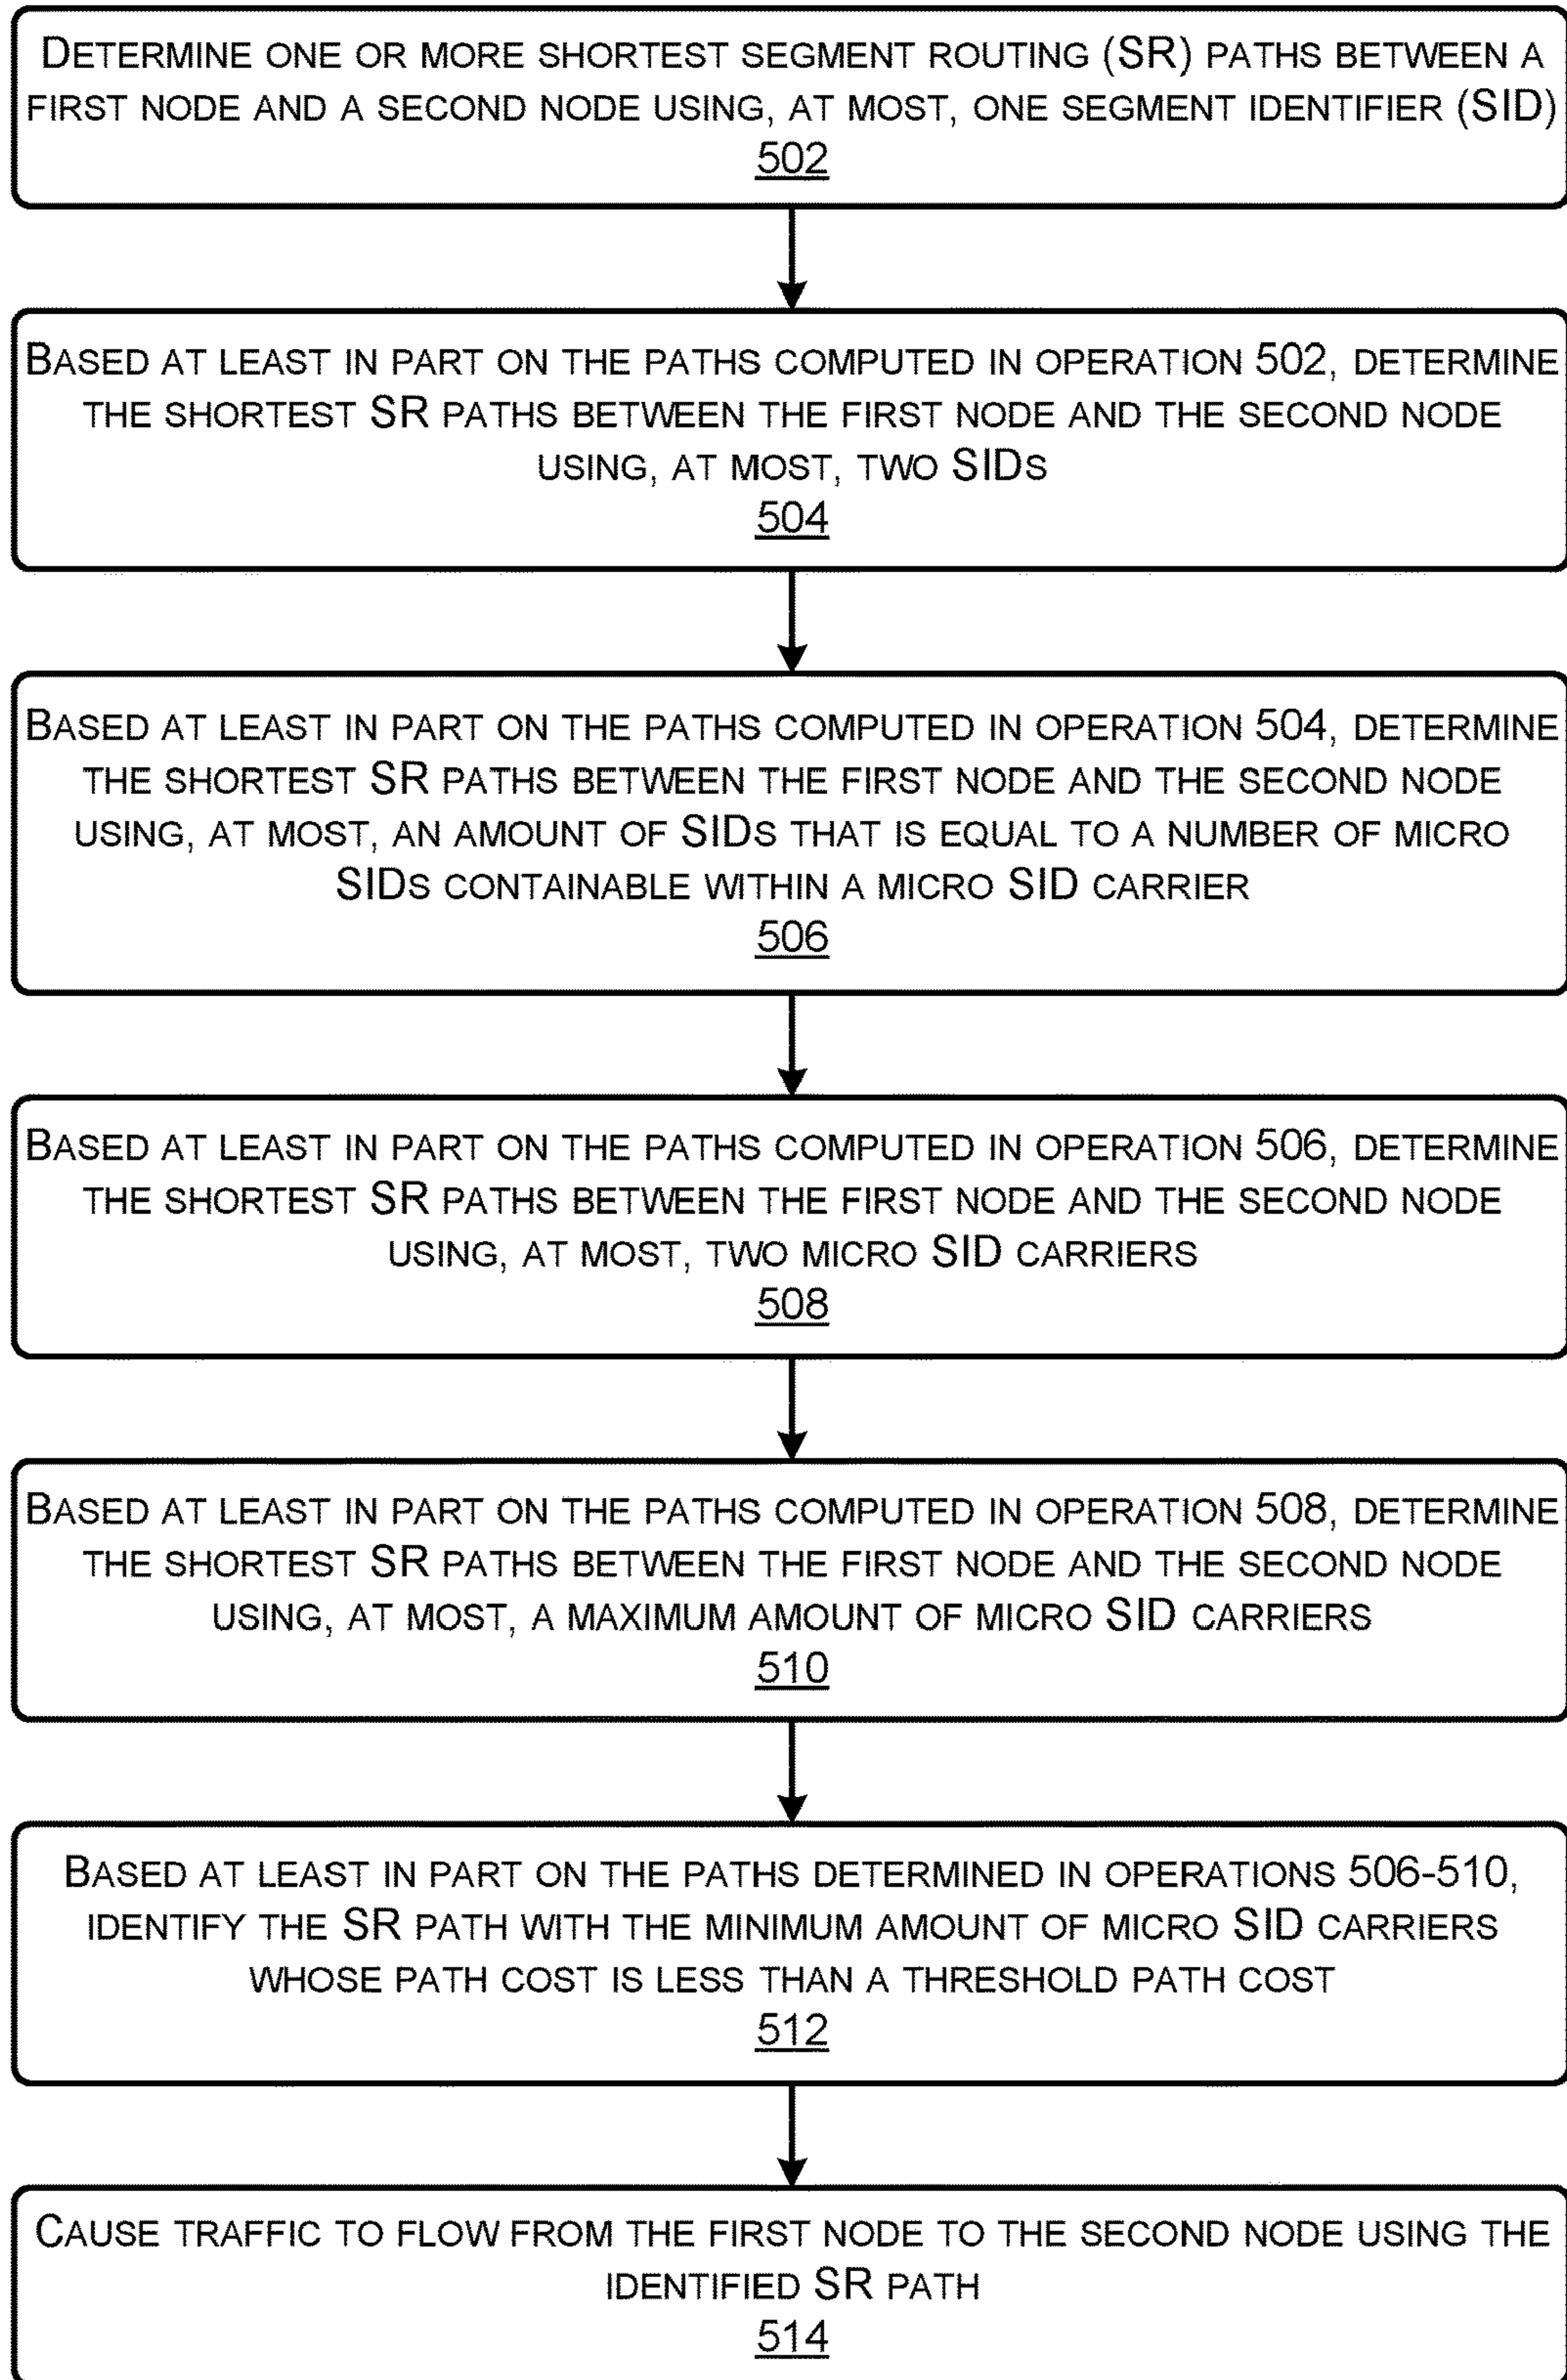 DETERMINE ONE OR MORE SHORTEST SEGMENT ROUTING (SR) PATHS BETWEEN A
FIRST NODE AND A SECOND NODE USING, AT MOST, ONE SEGMENT IDENTIFIER (SID)
502
BASED AT LEAST IN PART ON THE PATHS COMPUTED IN OPERATION 502, DETERMINE
THE SHORTEST SR PATHS BETWEEN THE FIRST NODE AND THE SECOND NODE
USING, AT MOST, TWO SIDS
504
BASED AT LEAST IN PART ON THE PATHS COMPUTED IN OPERATION 504, DETERMINE
THE SHORTEST SR PATHS BETWEEN THE FIRST NODE AND THE SECOND NODE
USING, AT MOST, AN AMOUNT OF SIDS THAT IS EQUAL TO A NUMBER OF MICRO
SIDS CONTAINABLE WITHIN A MICRO SID CARRIER
506
BASED AT LEAST IN PART ON THE PATHS COMPUTED IN OPERATION 506, DETERMINE
THE SHORTEST SR PATHS BETWEEN THE FIRST NODE AND THE SECOND NODE
USING, AT MOST, TWO MICRO SID CARRIERS
508
BASED AT LEAST IN PART ON THE PATHS COMPUTED IN OPERATION 508, DETERMINE
THE SHORTEST SR PATHS BETWEEN THE FIRST NODE AND THE SECOND NODE
USING, AT MOST, A MAXIMUM AMOUNT OF MICRO SID CARRIERS
510
BASED AT LEAST IN PART ON THE PATHS DETERMINED IN OPERATIONS 506-510,
IDENTIFY THE SR PATH WITH THE MINIMUM AMOUNT OF MICRO SID CARRIERS
WHOSE PATH COST IS LESS THAN A THRESHOLD PATH COST
512
CAUSE TRAFFIC TO FLOW FROM THE FIRST NODE TO THE SECOND NODE USING THE
IDENTIFIED SR PATH
514